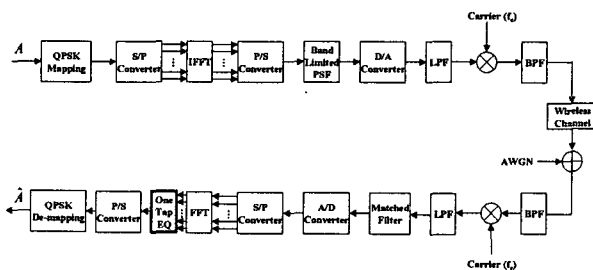 Carrier (fc)
A
QPSK
Mapping
S/P
Converter
IFFT
P/S
Converter
Band
Limited
PSF
D/A
Converter
LPF
BPF
Wireless
Channel
AWGN
Â
QPSK
De-mapping
P/S
Converter
One
Tap
EQ
FFT
S/P
Converter
A/D
Converter
Matched
Filter
LPF
BPF
Carrier (fc)